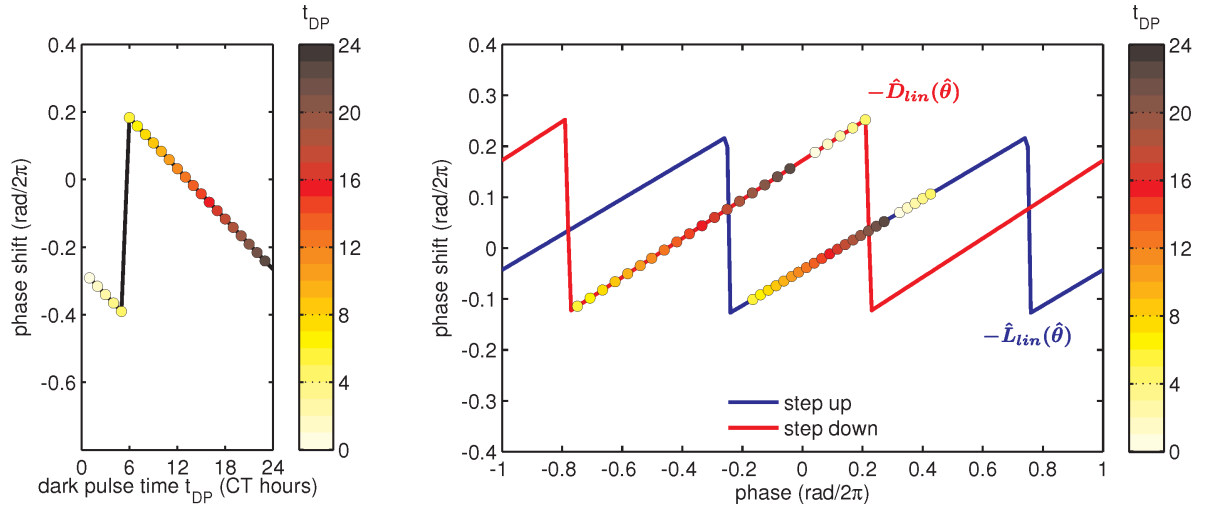 t_DP
0.4
0.2
0
-0.2
-0.4
-0.6
phase shift (rad/2π)
0 6 12 18 24
dark pulse time t_DP (CT hours)
24
20
16
12
8
4
0
0.4
0.3
0.2
0.1
0
-0.1
-0.2
-0.3
-0.4
phase shift (rad/2π)
-1 -0.8 -0.6 -0.4 -0.2 0 0.2 0.4 0.6 0.8 1
phase (rad/2π)
−D̂_lin(θ̂)
−L̂_lin(θ̂)
step up
step down
t_DP
24
20
16
12
8
4
0